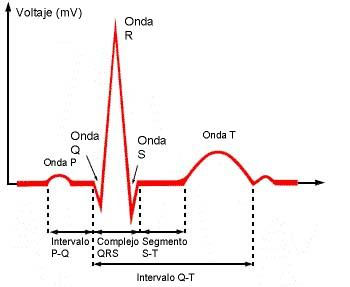 Voltaje (mV)
Onda
R
Onda
Q
Onda
S
Onda P
Onda T
Intervalo
P-Q
Complejo
QRS
Segmento
S-T
Intervalo Q-T